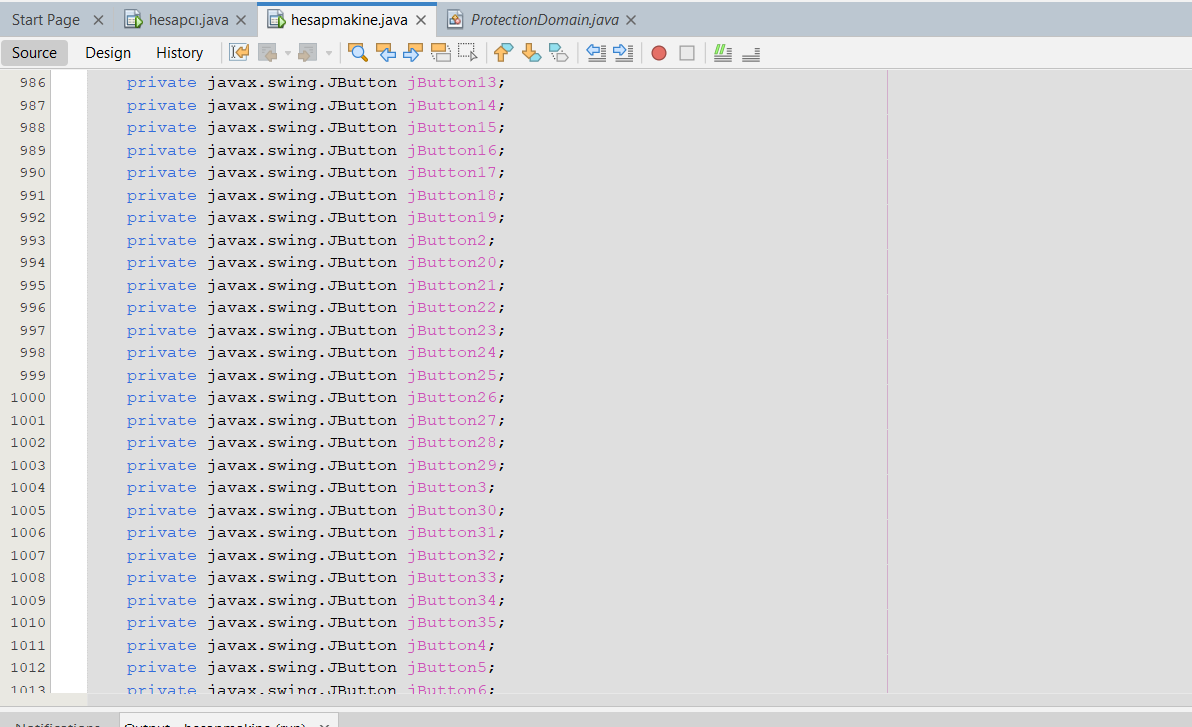 Start Page hesapcı.java hesapmakine.java ProtectionDomain.java
Source Design History
986 private javax.swing.JButton jButton13;
987 private javax.swing.JButton jButton14;
988 private javax.swing.JButton jButton15;
989 private javax.swing.JButton jButton16;
990 private javax.swing.JButton jButton17;
991 private javax.swing.JButton jButton18;
992 private javax.swing.JButton jButton19;
993 private javax.swing.JButton jButton2;
994 private javax.swing.JButton jButton20;
995 private javax.swing.JButton jButton21;
996 private javax.swing.JButton jButton22;
997 private javax.swing.JButton jButton23;
998 private javax.swing.JButton jButton24;
999 private javax.swing.JButton jButton25;
1000 private javax.swing.JButton jButton26;
1001 private javax.swing.JButton jButton27;
1002 private javax.swing.JButton jButton28;
1003 private javax.swing.JButton jButton29;
1004 private javax.swing.JButton jButton3;
1005 private javax.swing.JButton jButton30;
1006 private javax.swing.JButton jButton31;
1007 private javax.swing.JButton jButton32;
1008 private javax.swing.JButton jButton33;
1009 private javax.swing.JButton jButton34;
1010 private javax.swing.JButton jButton35;
1011 private javax.swing.JButton jButton4;
1012 private javax.swing.JButton jButton5;
1013 private javax.swing.JButton jButton6;
Notifications Output - hesapmakine (run)